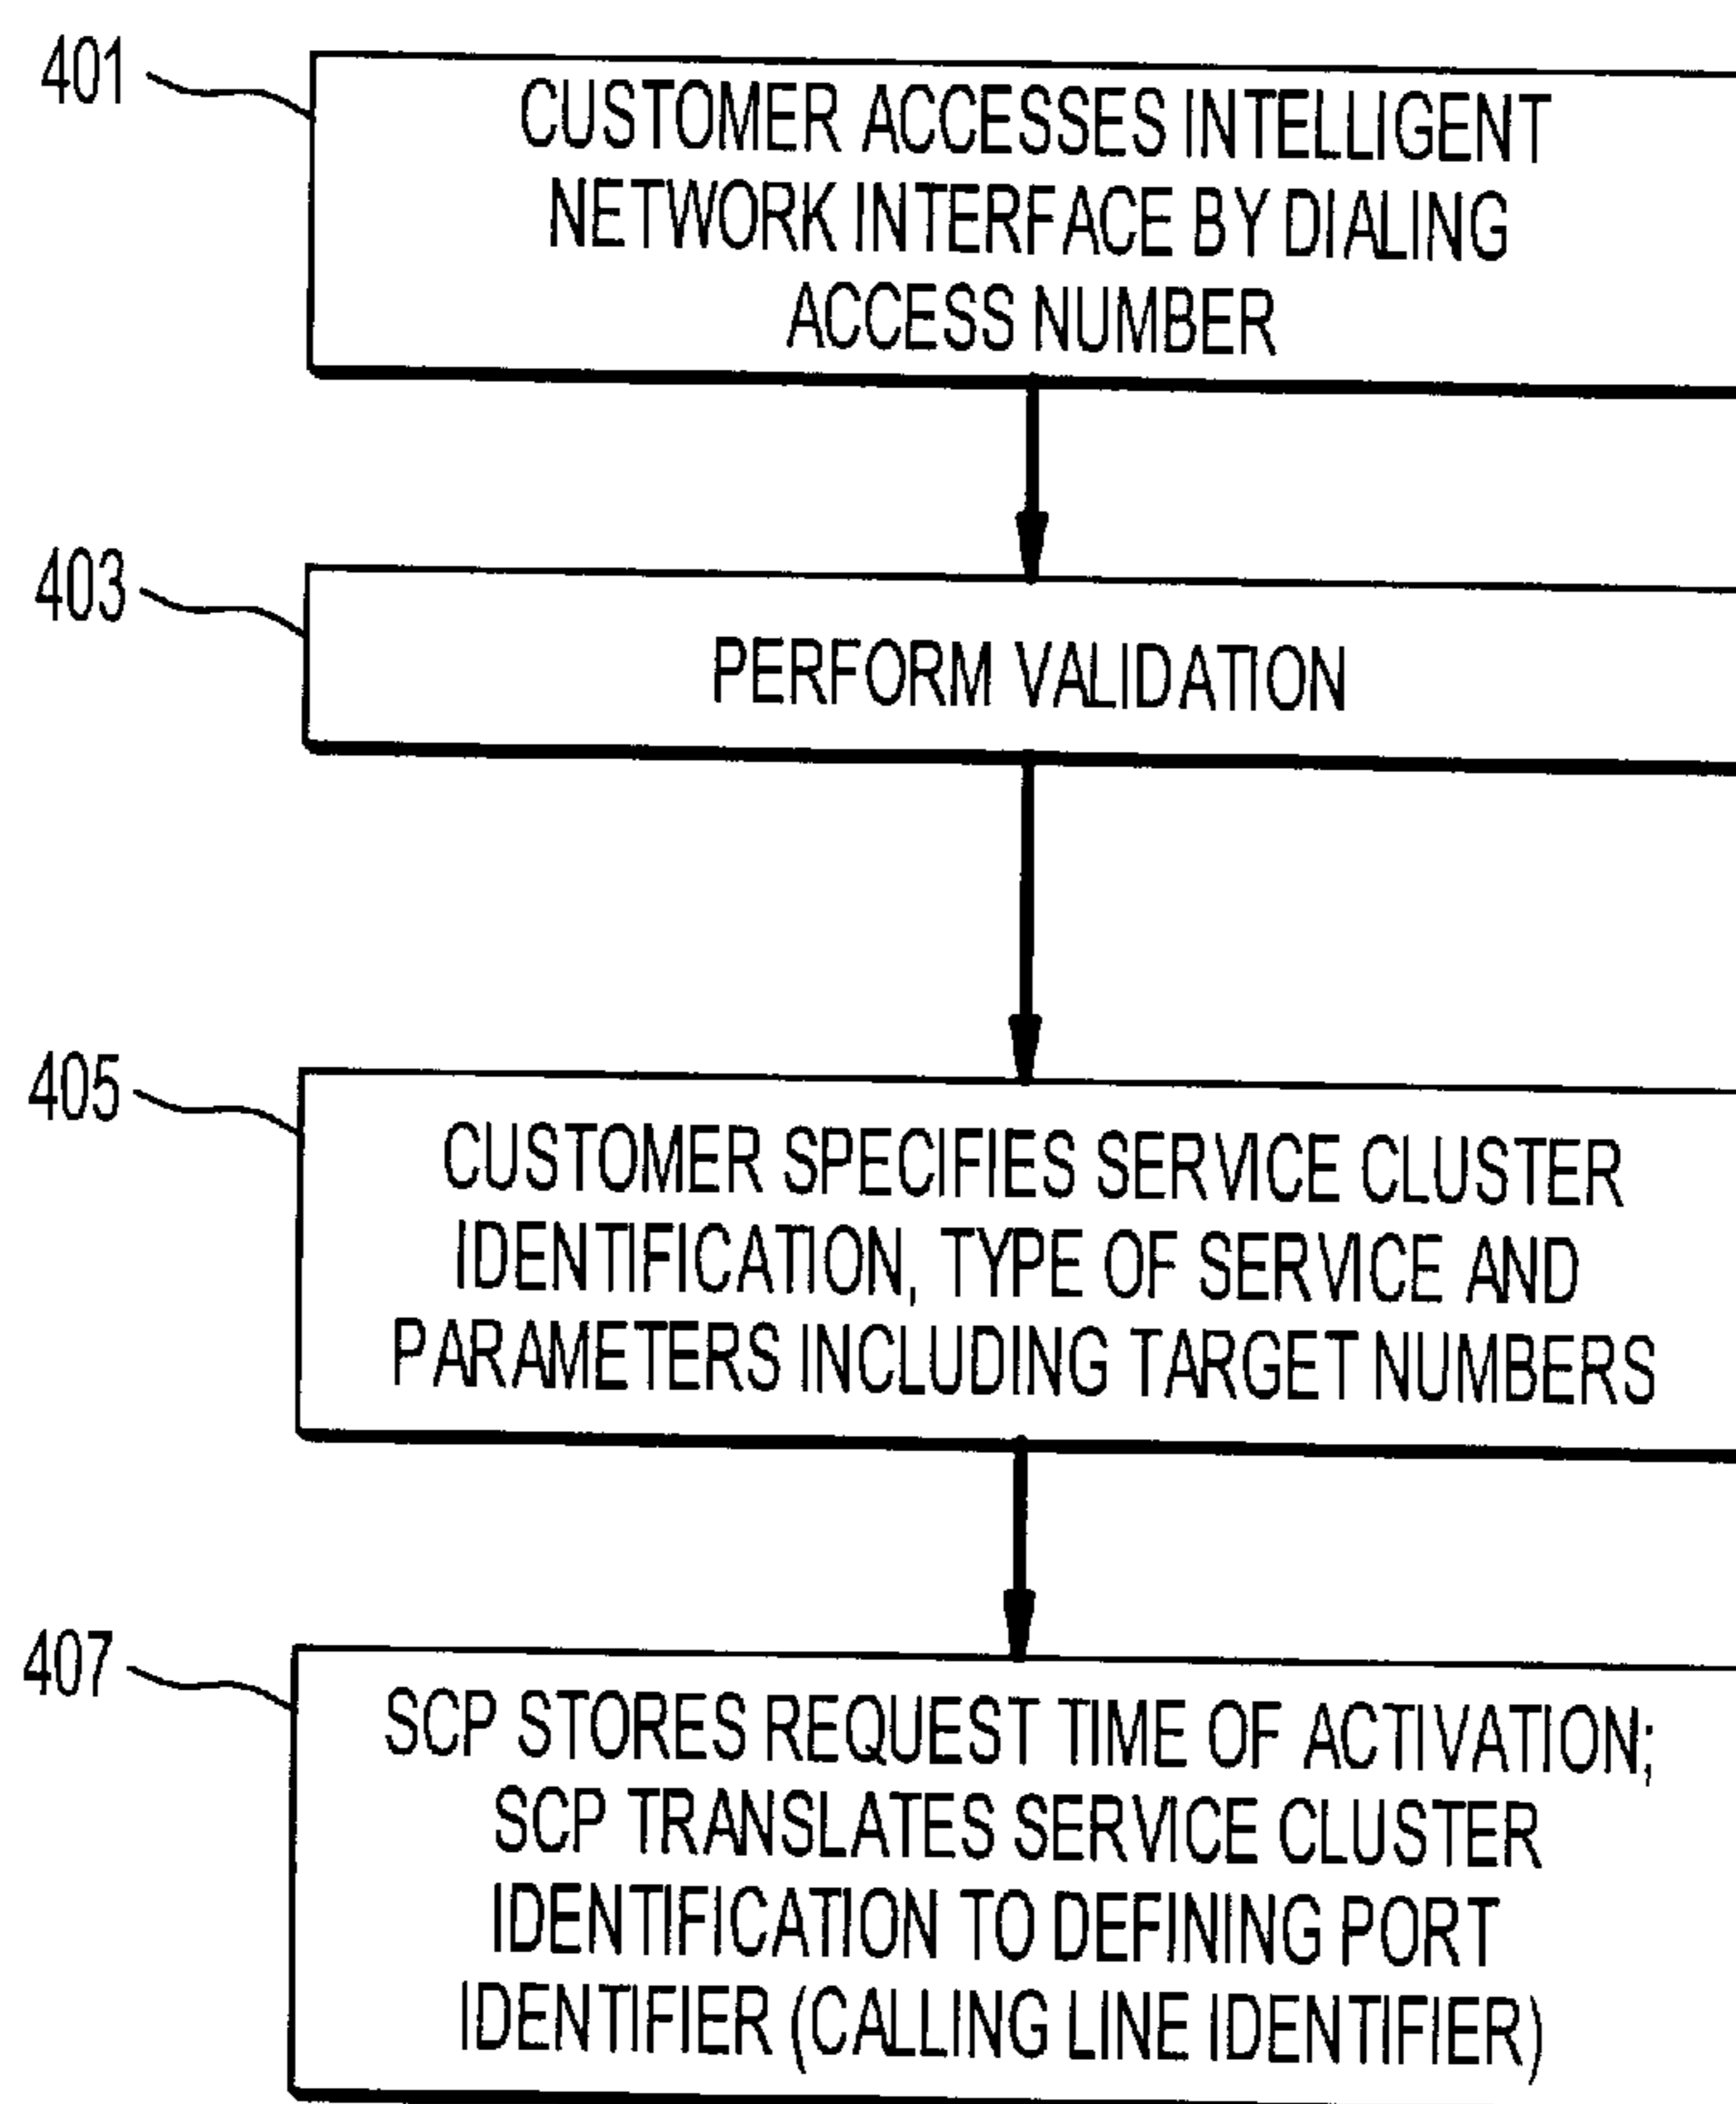 401
CUSTOMER ACCESSES INTELLIGENT
NETWORK INTERFACE BY DIALING
ACCESS NUMBER
403
PERFORM VALIDATION
405
CUSTOMER SPECIFIES SERVICE CLUSTER
IDENTIFICATION, TYPE OF SERVICE AND
PARAMETERS INCLUDING TARGET NUMBERS
407
SCP STORES REQUEST TIME OF ACTIVATION;
SCP TRANSLATES SERVICE CLUSTER
IDENTIFICATION TO DEFINING PORT
IDENTIFIER (CALLING LINE IDENTIFIER)